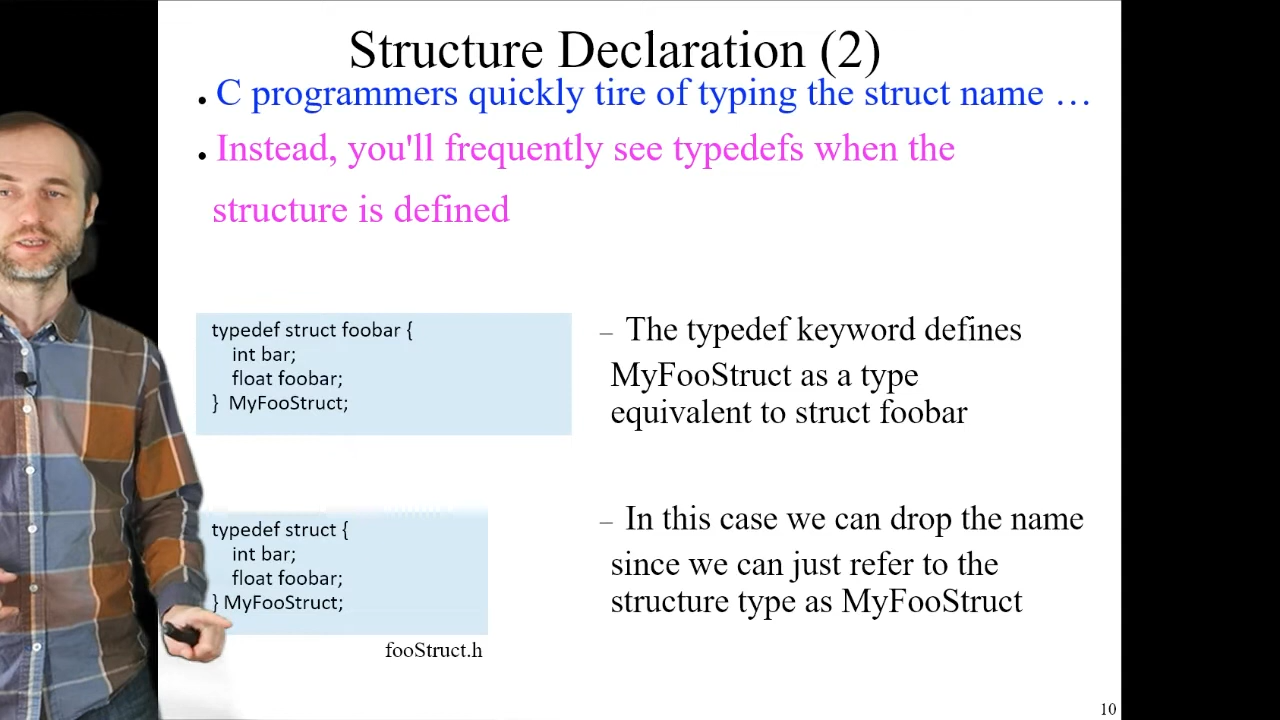 Structure Declaration (2)
• C programmers quickly tire of typing the struct name …
• Instead, you'll frequently see typedefs when the
structure is defined
typedef struct foobar {
int bar;
float foobar;
} MyFooStruct;
– The typedef keyword defines
MyFooStruct as a type
equivalent to struct foobar
typedef struct {
int bar;
float foobar;
} MyFooStruct;
fooStruct.h
– In this case we can drop the name
since we can just refer to the
structure type as MyFooStruct
10